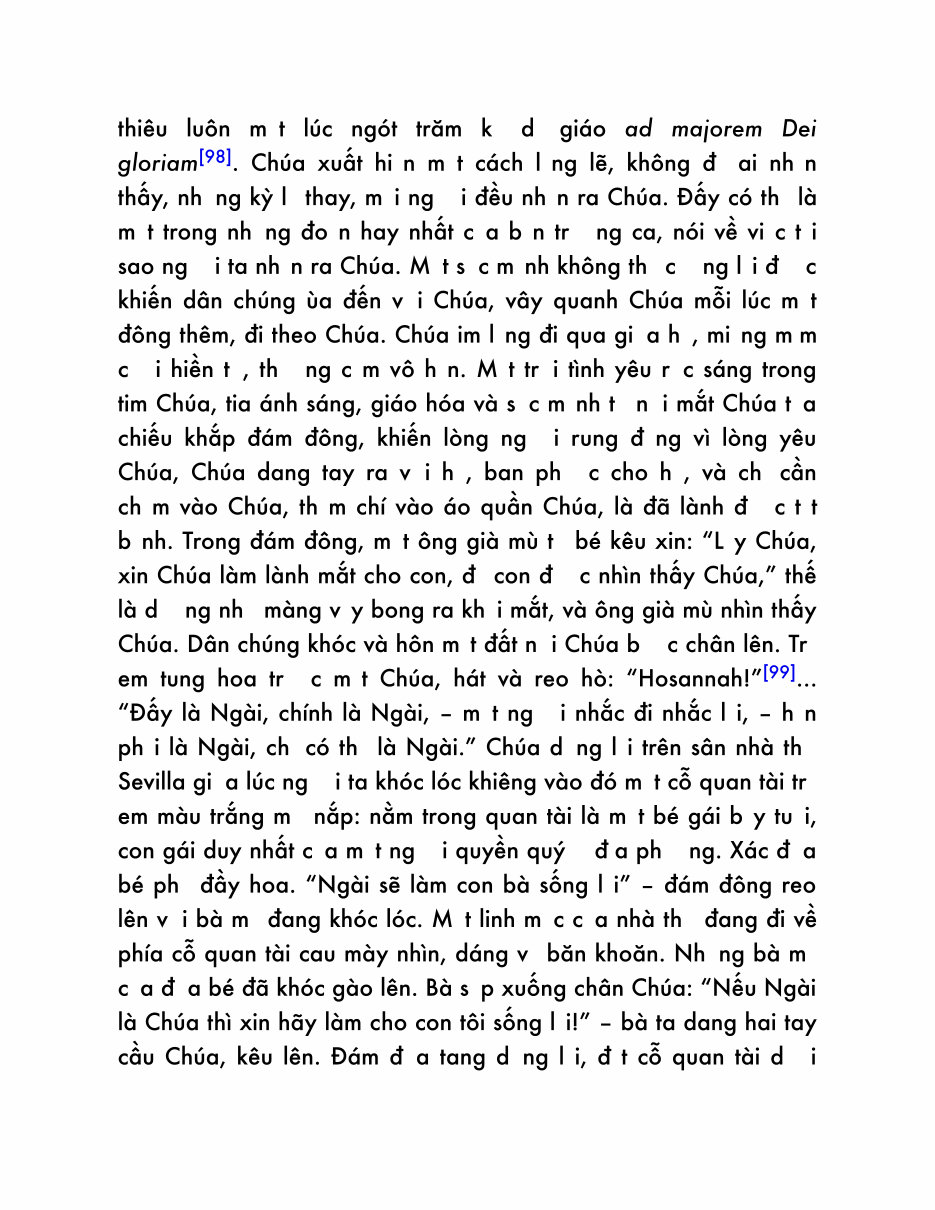 thiêu luôn m t lúc ngót trăm k  d  giáo ad majorem Dei
gloriam[98]. Chúa xuất hi n m t cách l ng lẽ, không đ  ai nh n
thấy, nh ng kỳ l  thay, m i ng  i đều nh n ra Chúa. Đấy có th  là
m t trong nh ng đo n hay nhất c a b n tr  ng ca, nói về vi c t i
sao ng  i ta nh n ra Chúa. M t s c m nh không th  c  ng l i đ  c
khiến dân chúng ùa đến v i Chúa, vây quanh Chúa mỗi lúc m t
đông thêm, đi theo Chúa. Chúa im l ng đi qua gi a h , mi ng m m
c  i hiền t , th  ng c m vô h n. M t tr i tình yêu r c sáng trong
tim Chúa, tia ánh sáng, giáo hóa và s c m nh t  n i mắt Chúa t a
chiếu khắp đám đông, khiến lòng ng  i rung đ ng vì lòng yêu
Chúa, Chúa dang tay ra v i h , ban ph  c cho h , và ch  cần
ch m vào Chúa, th m chí vào áo quần Chúa, là đã lành đ  c t t
b nh. Trong đám đông, m t ông già mù t  bé kêu xin: “L y Chúa,
xin Chúa làm lành mắt cho con, đ  con đ  c nhìn thấy Chúa,” thế
là d  ng nh  màng v y bong ra kh i mắt, và ông già mù nhìn thấy
Chúa. Dân chúng khóc và hôn m t đất n i Chúa b  c chân lên. Tr
em tung hoa tr  c m t Chúa, hát và reo hò: “Hosannah!”[99]...
“Đấy là Ngài, chính là Ngài, – m t ng  i nhắc đi nhắc l i, – h n
ph i là Ngài, ch  có th  là Ngài.” Chúa d ng l i trên sân nhà th
Sevilla gi a lúc ng  i ta khóc lóc khiêng vào đó m t cỗ quan tài tr
em màu trắng m  nắp: nằm trong quan tài là m t bé gái b y tu i,
con gái duy nhất c a m t ng  i quyền quý  đ a ph  ng. Xác đ a
bé ph  đầy hoa. “Ngài sẽ làm con bà sống l i” – đám đông reo
lên v i bà m  đang khóc lóc. M t linh m c c a nhà th  đang đi về
phía cỗ quan tài cau mày nhìn, dáng v  băn khoăn. Nh ng bà m
c a đ a bé đã khóc gào lên. Bà s p xuống chân Chúa: “Nếu Ngài
là Chúa thì xin hãy làm cho con tôi sống l i!” – bà ta dang hai tay
cầu Chúa, kêu lên. Đám đ a tang d ng l i, đ t cỗ quan tài d  i